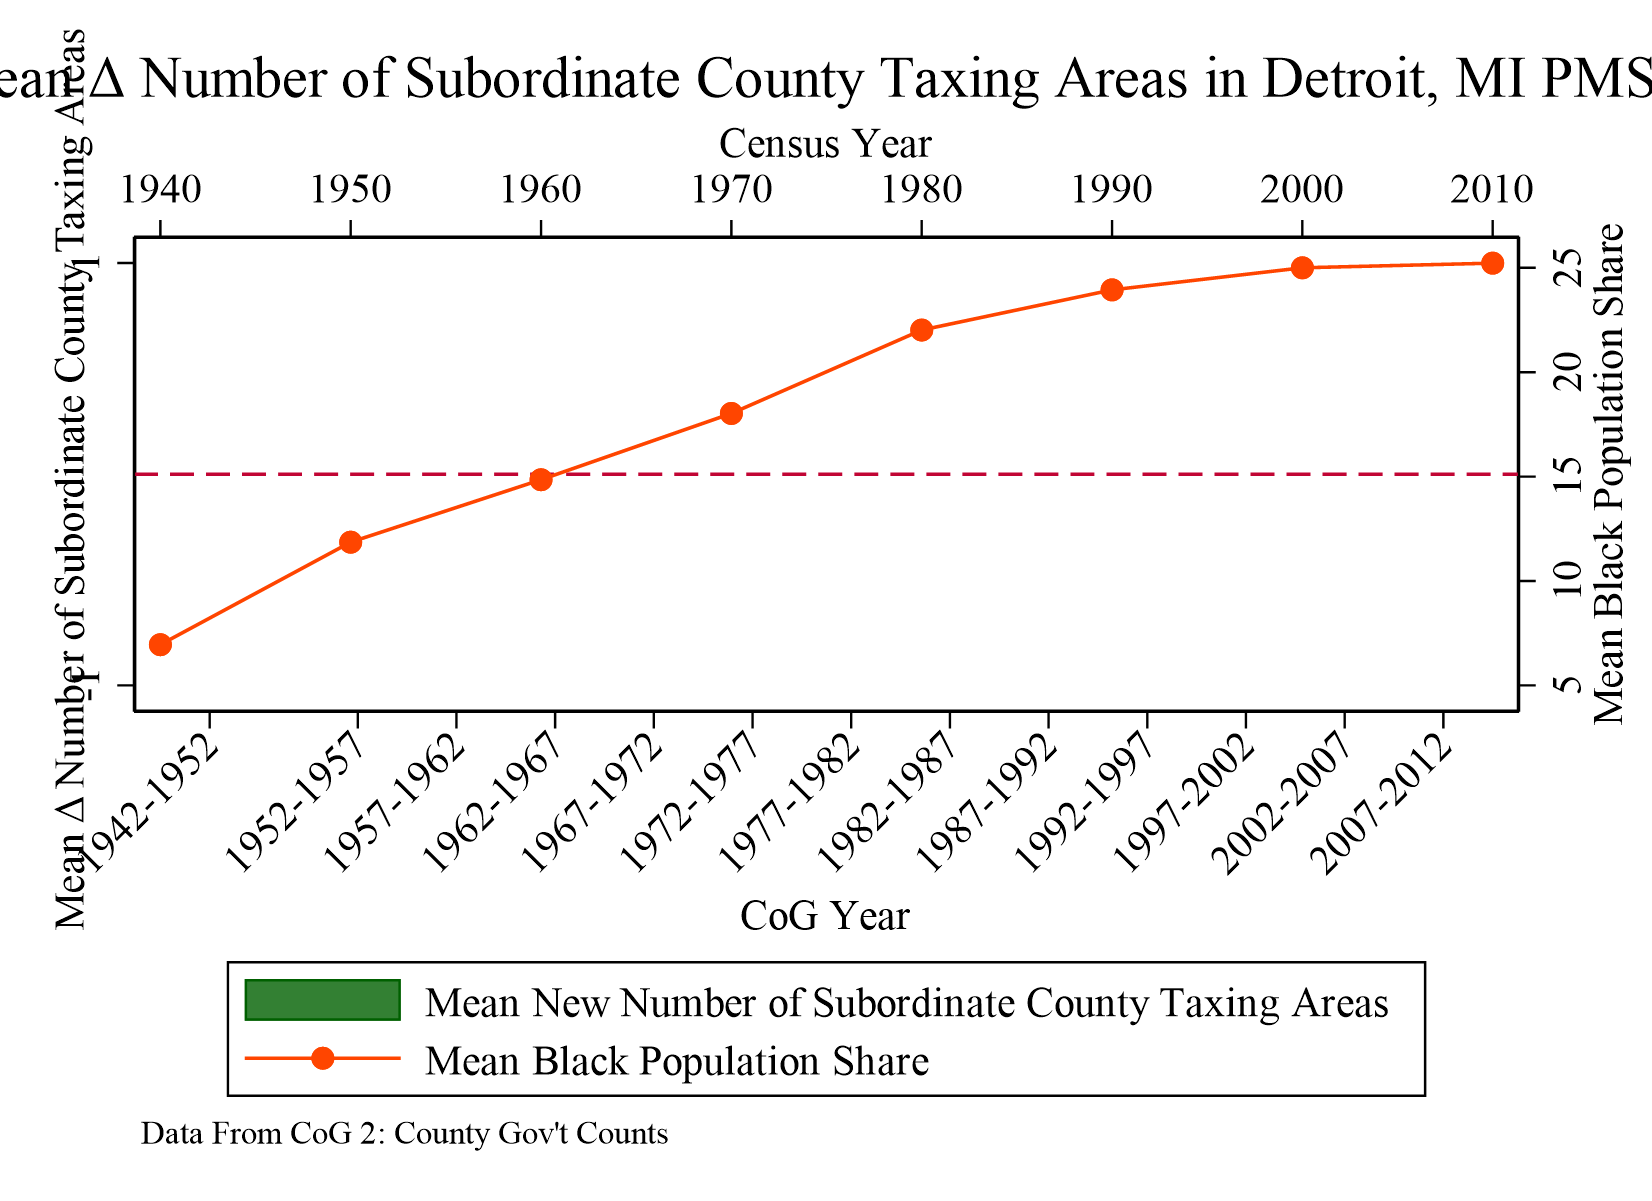 ean Δ Number of Subordinate County Taxing Areas in Detroit, MI PMS
Census Year
1940 1950 1960 1970 1980 1990 2000 2010
Mean Δ Number of Subordinate County Taxing Areas
1
-1
25
20
15
10
5
Mean Black Population Share
1942-1952 1952-1957 1957-1962 1962-1967 1967-1972 1972-1977 1977-1982 1982-1987 1987-1992 1992-1997 1997-2002 2002-2007 2007-2012
CoG Year
Mean New Number of Subordinate County Taxing Areas
Mean Black Population Share
Data From CoG 2: County Gov't Counts